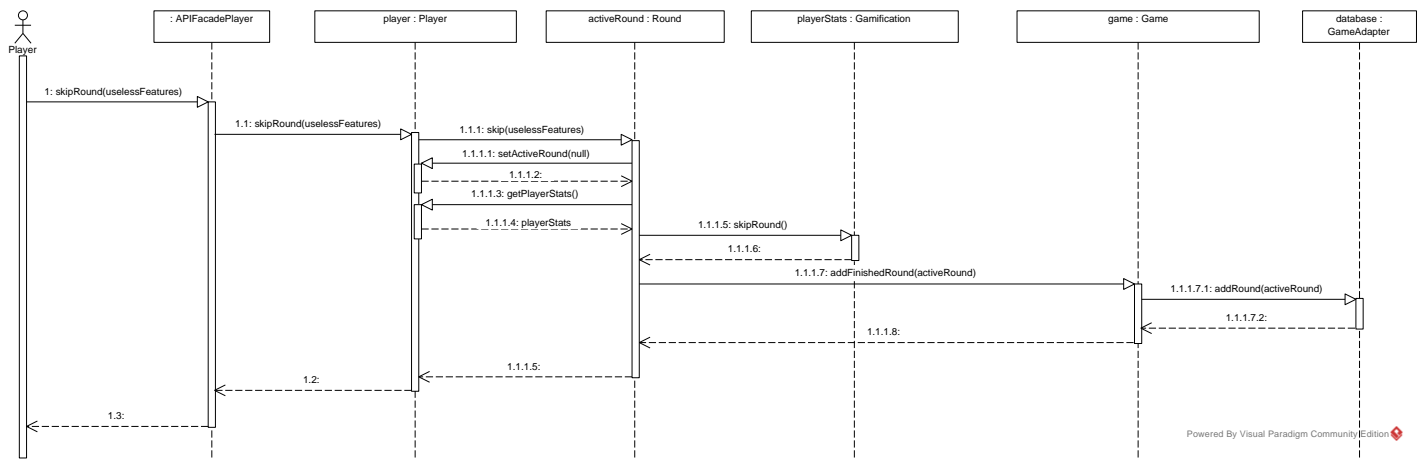 : APIFacadePlayer
player : Player
activeRound : Round
playerStats : Gamification
game : Game
database :
GameAdapter
Player
1: skipRound(uselessFeatures)
1.1: skipRound(uselessFeatures)
1.1.1: skip(uselessFeatures)
1.1.1.1: setActiveRound(null)
1.1.1.2:
1.1.1.3: getPlayerStats()
1.1.1.4: playerStats
1.1.1.5: skipRound()
1.1.1.6:
1.1.1.7: addFinishedRound(activeRound)
1.1.1.7.1: addRound(activeRound)
1.1.1.7.2:
1.1.1.8:
1.1.1.5:
1.2:
1.3:
Powered By Visual Paradigm Community Edition